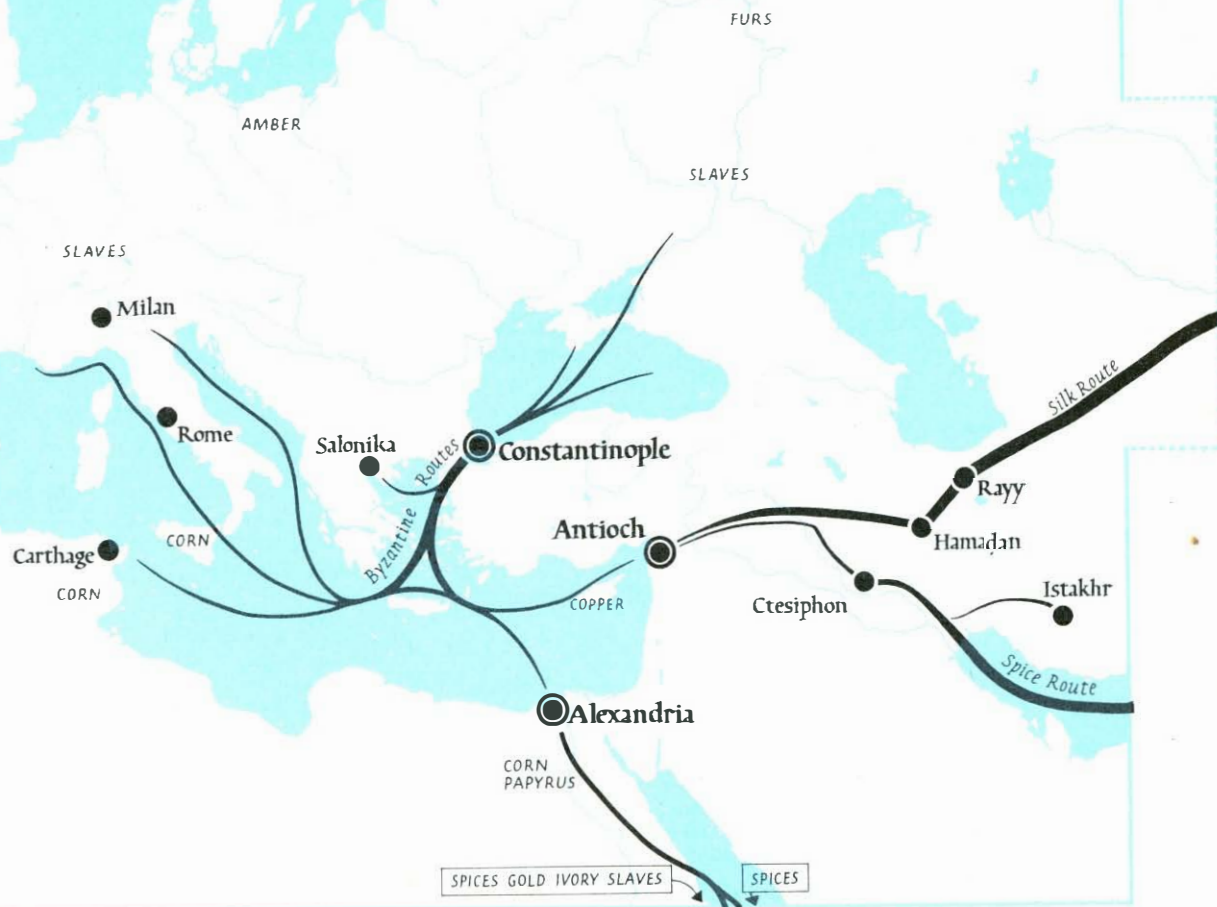 FURS
AMBER
SLAVES
SLAVES
Milan
Silk Route
Rome
Salonika
Byzantine Routes
Constantinople
Rayy
Antioch
Hamadan
Carthage
CORN
CORN
COPPER
Ctesiphon
Istakhr
Spice Route
Alexandria
CORN
PAPYRUS
SPICES GOLD IVORY SLAVES
SPICES